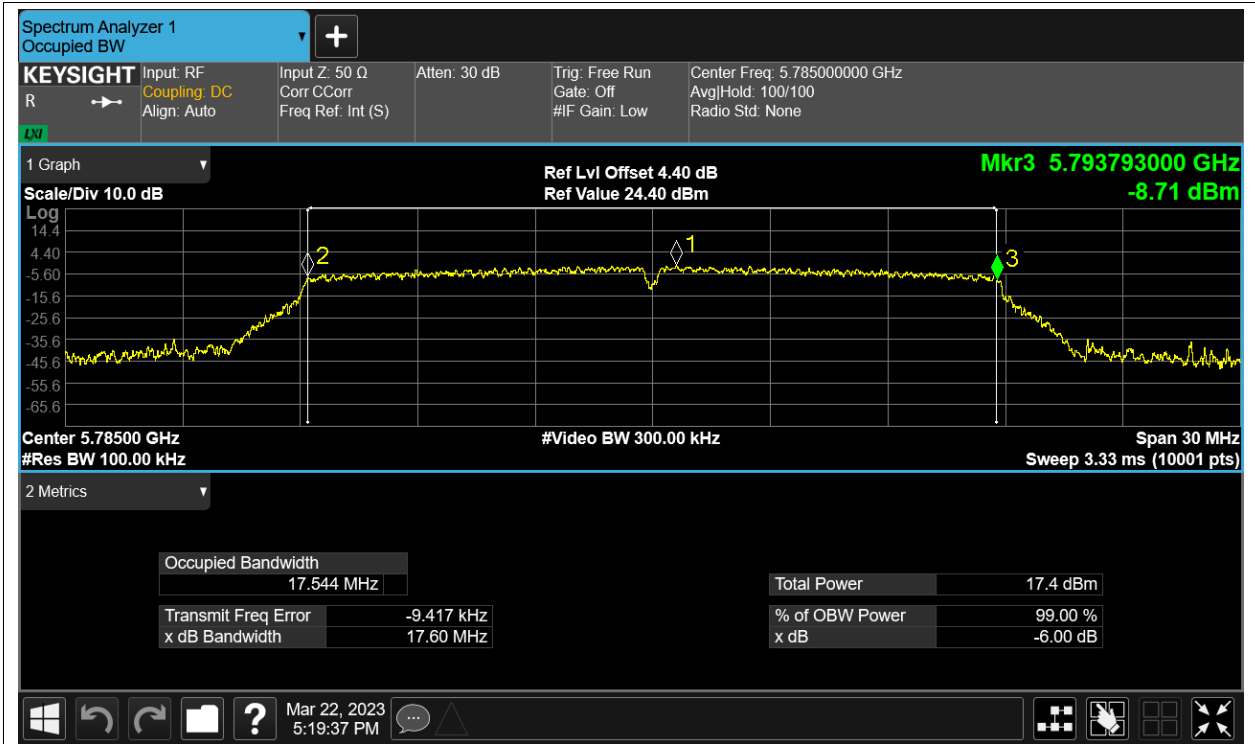 Spectrum Analyzer 1
Occupied BW
KEYSIGHT
R
LXI
Input: RF
Coupling: DC
Align: Auto
Input Z: 50 Ω
Corr CCorr
Freq Ref: Int (S)
Atten: 30 dB
Trig: Free Run
Gate: Off
#IF Gain: Low
Center Freq: 5.785000000 GHz
Avg|Hold: 100/100
Radio Std: None
1 Graph
Scale/Div 10.0 dB
Ref Lvl Offset 4.40 dB
Ref Value 24.40 dBm
Mkr3 5.793793000 GHz
-8.71 dBm
Log
14.4
4.40
-5.60
-15.6
-25.6
-35.6
-45.6
-55.6
-65.6
2
1
3
Center 5.78500 GHz
#Video BW 300.00 kHz
Span 30 MHz
#Res BW 100.00 kHz
Sweep 3.33 ms (10001 pts)
2 Metrics
Occupied Bandwidth
17.544 MHz
Transmit Freq Error -9.417 kHz
x dB Bandwidth 17.60 MHz
Total Power 17.4 dBm
% of OBW Power 99.00 %
x dB -6.00 dB
?
Mar 22, 2023
5:19:37 PM